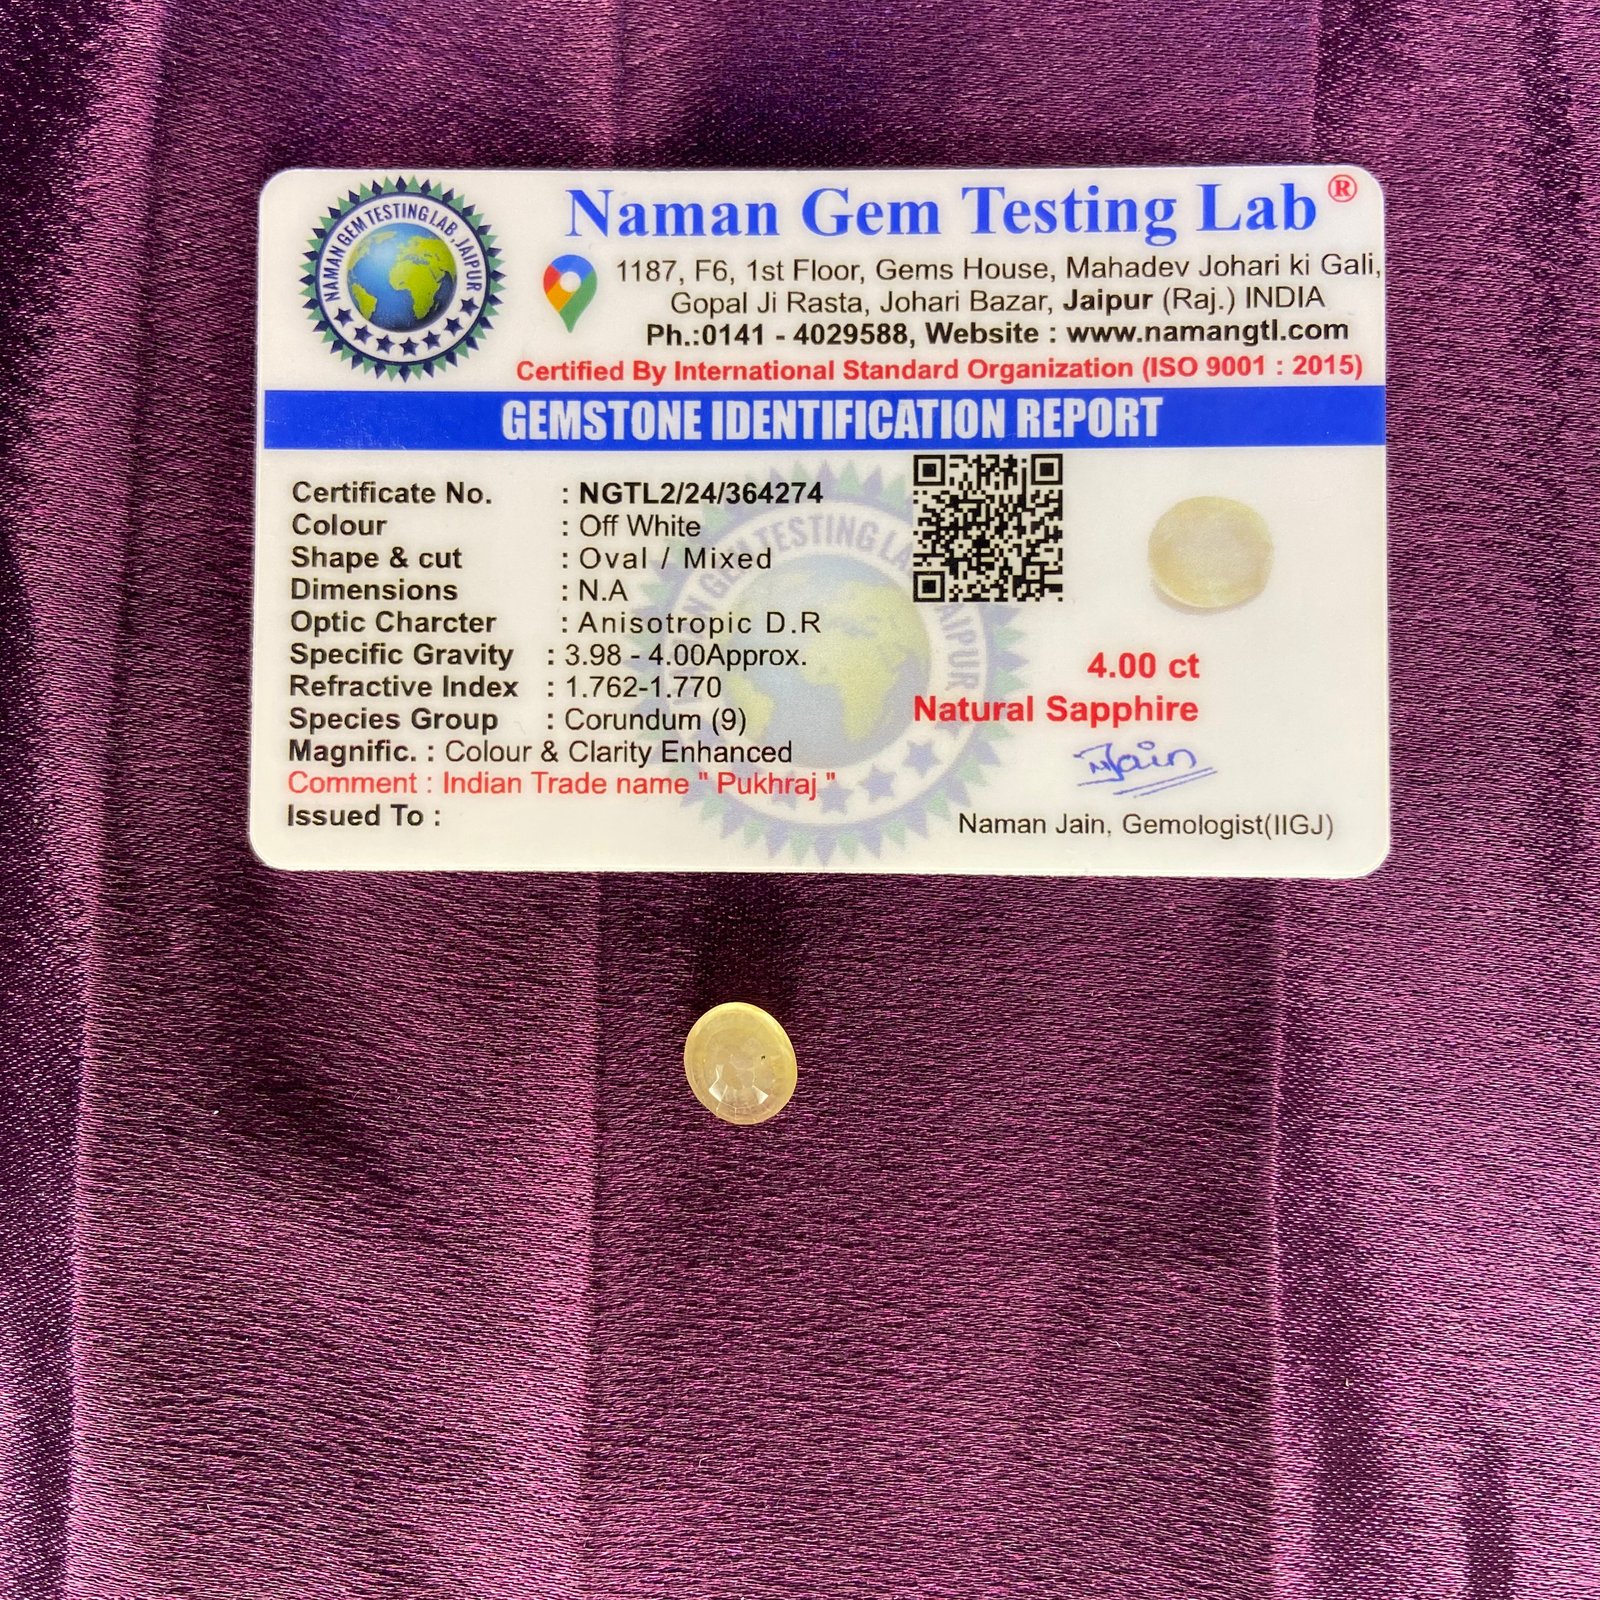 NAMAN GEM TESTING LAB, JAIPUR
Naman Gem Testing Lab ®
1187, F6, 1st Floor, Gems House, Mahadev Johari ki Gali,
Gopal Ji Rasta, Johari Bazar, Jaipur (Raj.) INDIA
Ph.:0141 - 4029588, Website : www.namangtl.com
Certified By International Standard Organization (ISO 9001 : 2015)
GEMSTONE IDENTIFICATION REPORT
Certificate No. : NGTL2/24/364274
Colour : Off White
Shape & cut : Oval / Mixed
Dimensions : N.A
Optic Charcter : Anisotropic D.R
Specific Gravity : 3.98 - 4.00Approx.
Refractive Index : 1.762-1.770
Species Group : Corundum (9)
Magnific. : Colour & Clarity Enhanced
Comment : Indian Trade name " Pukhraj "
Issued To :
4.00 ct
Natural Sapphire
NJain
Naman Jain, Gemologist(IIGJ)